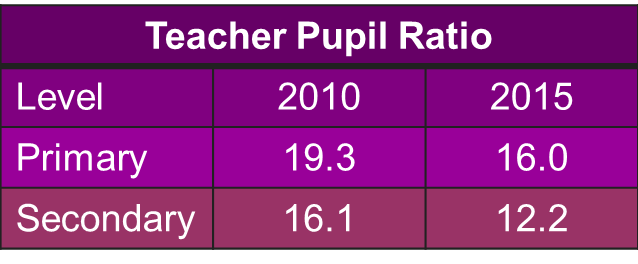 Teacher Pupil Ratio
Level 2010 2015
Primary 19.3 16.0
Secondary 16.1 12.2